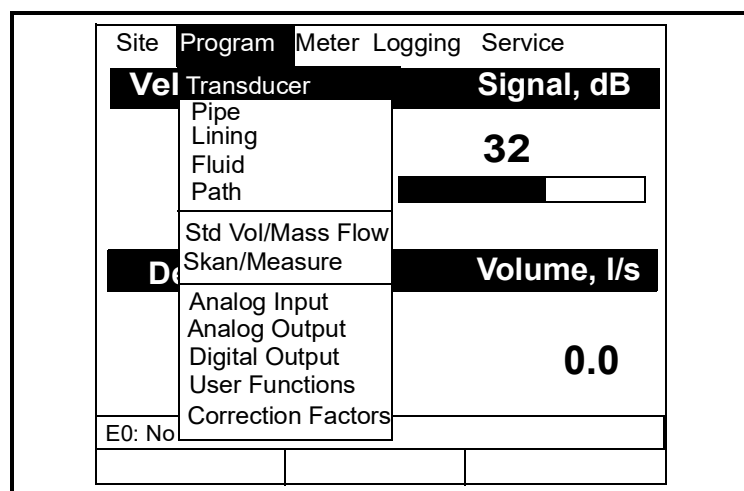 Site Program Meter Logging Service
Vel
Signal, dB
Transducer
Pipe
Lining
Fluid
Path
32
Std Vol/Mass Flow
Skan/Measure
De
Volume, l/s
Analog Input
Analog Output
Digital Output
User Functions
Correction Factors
0.0
E0: No